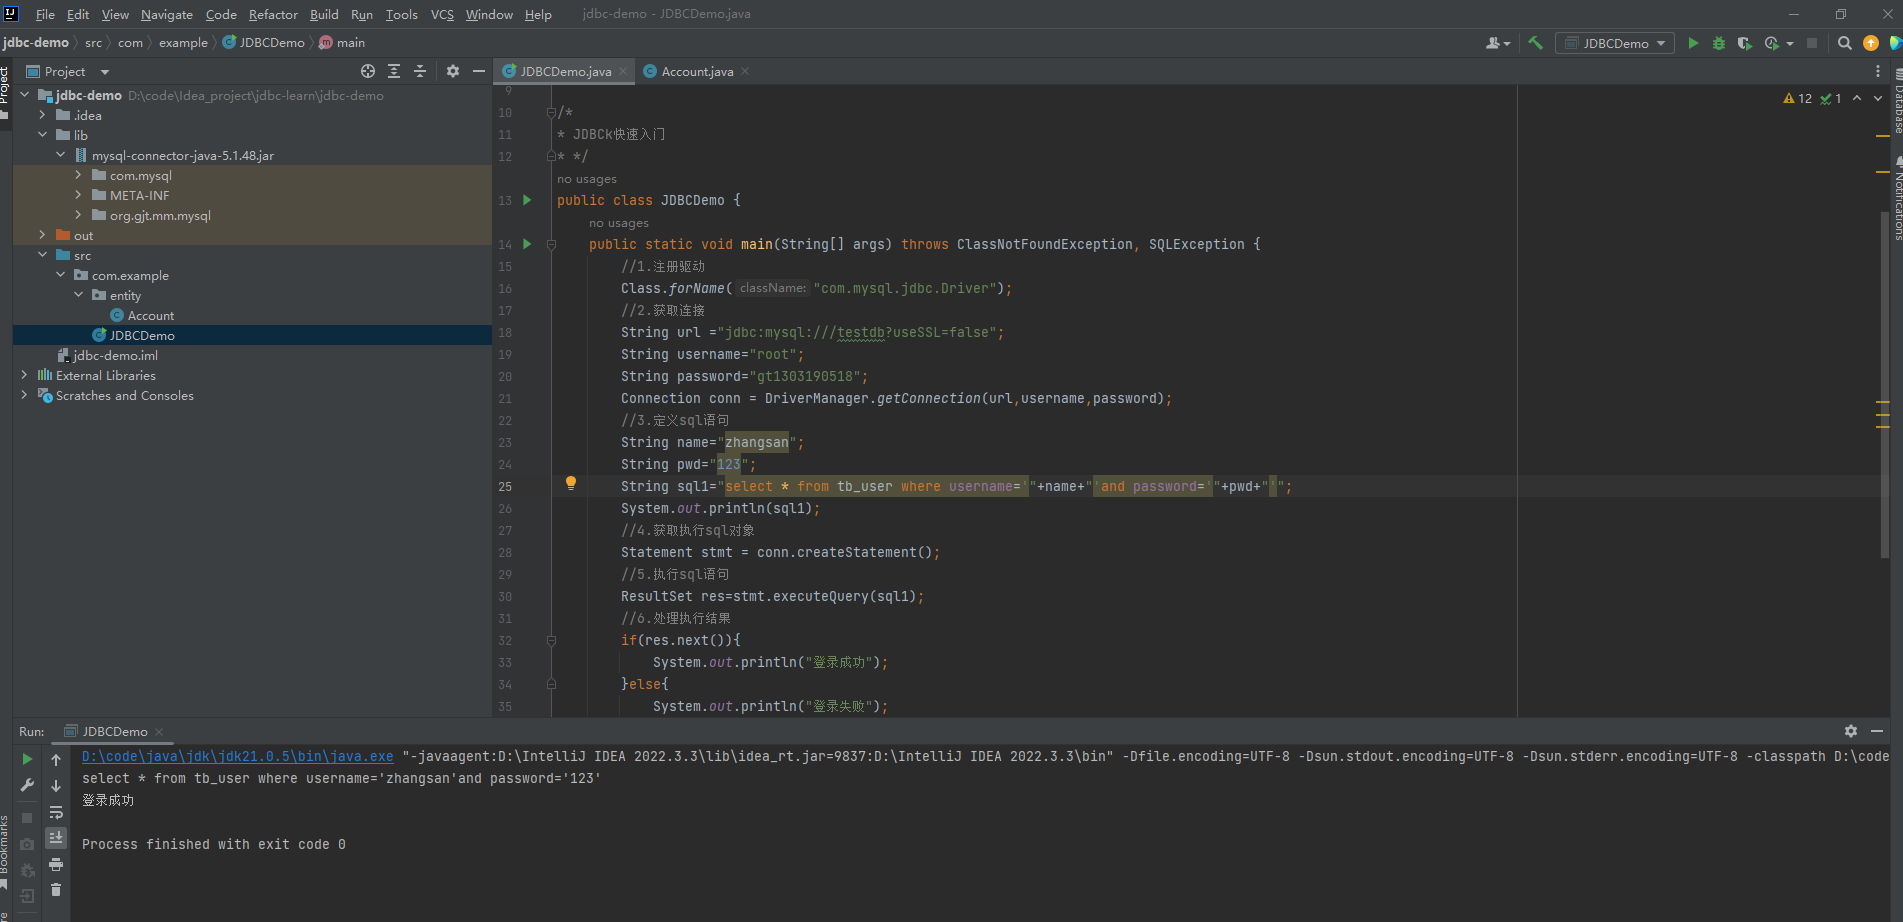 File Edit View Navigate Code Refactor Build Run Tools VCS Window Help jdbc-demo - JDBCDemo.java
jdbc-demo src com example JDBCDemo main
JDBCDemo
Project
Project
JDBCDemo.java
Account.java
jdbc-demo D:\code\Idea_project\jdbc-learn\jdbc-demo
.idea
lib
mysql-connector-java-5.1.48.jar
com.mysql
META-INF
org.gjt.mm.mysql
out
src
com.example
entity
Account
JDBCDemo
jdbc-demo.iml
External Libraries
Scratches and Consoles
12 1
9
10 /*
11 * JDBCk快速入门
12 * */
no usages
13 public class JDBCDemo {
no usages
14 public static void main(String[] args) throws ClassNotFoundException, SQLException {
15 //1.注册驱动
16 Class.forName( className: "com.mysql.jdbc.Driver");
17 //2.获取连接
18 String url ="jdbc:mysql:///testdb?useSSL=false";
19 String username="root";
20 String password="gt1303190518";
21 Connection conn = DriverManager.getConnection(url,username,password);
22 //3.定义sql语句
23 String name="zhangsan";
24 String pwd="123";
25 String sql1="select * from tb_user where username='"+name+"'and password='"+pwd+"'";
26 System.out.println(sql1);
27 //4.获取执行sql对象
28 Statement stmt = conn.createStatement();
29 //5.执行sql语句
30 ResultSet res=stmt.executeQuery(sql1);
31 //6.处理执行结果
32 if(res.next()){
33 System.out.println("登录成功");
34 }else{
35 System.out.println("登录失败");
Database
Notifications
Run: JDBCDemo
D:\code\java\jdk\jdk21.0.5\bin\java.exe "-javaagent:D:\IntelliJ IDEA 2022.3.3\lib\idea_rt.jar=9837:D:\IntelliJ IDEA 2022.3.3\bin" -Dfile.encoding=UTF-8 -Dsun.stdout.encoding=UTF-8 -Dsun.stderr.encoding=UTF-8 -classpath D:\code
select * from tb_user where username='zhangsan'and password='123'
登录成功
Process finished with exit code 0
Bookmarks